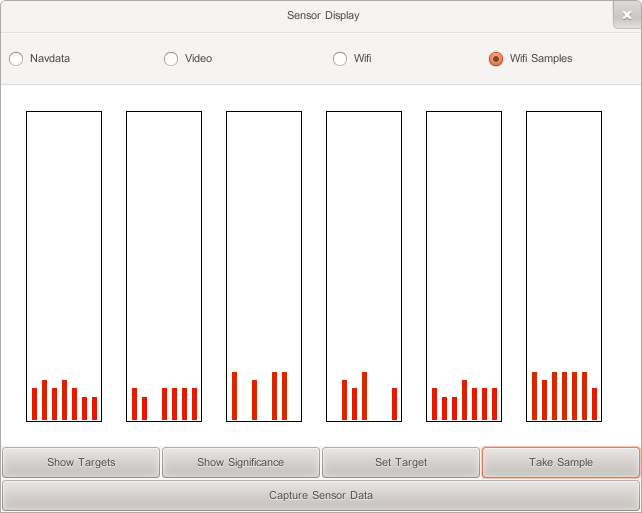 Sensor Display
Navdata Video Wifi Wifi Samples
Show Targets Show Significance Set Target Take Sample
Capture Sensor Data